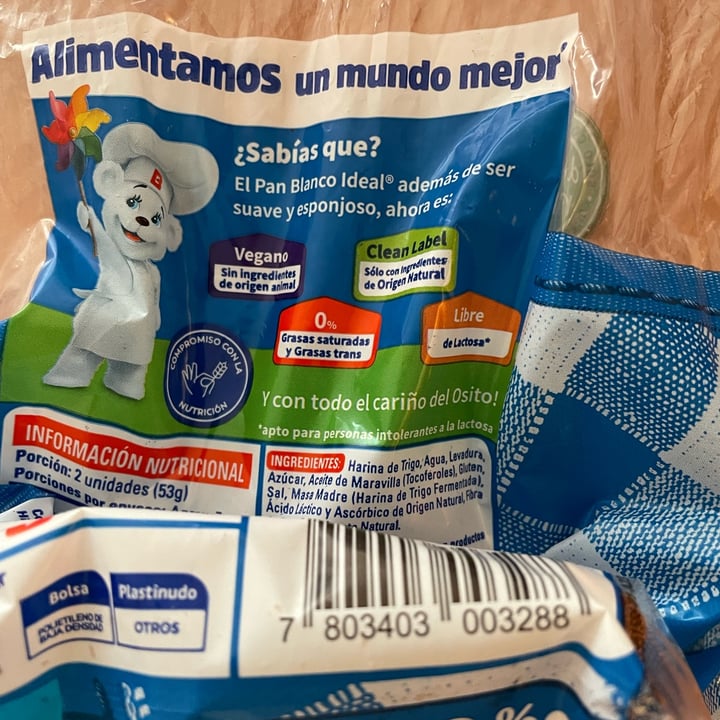 Alimentamos un mundo mejor
¿Sabías que?
El Pan Blanco Ideal® además de ser
suave y esponjoso, ahora es:
Vegano
Sin ingredientes
de origen animal
Clean Label
Sólo con Ingredientes
de Origen Natural
0%
Grasas saturadas
y Grasas trans
Libre
de Lactosa*
COMPROMISO CON LA
NUTRICIÓN
Y con todo el cariño del Osito!
*apto para personas intolerantes a la lactosa
INFORMACIÓN NUTRICIONAL
Porción: 2 unidades (53g)
Porciones por
INGREDIENTES: Harina de Trigo, Agua, Levadura,
Azúcar, Aceite de Maravilla (Tocoferoles), Gluten,
Sal, Masa Madre (Harina de Trigo Fermentada),
Ácido Láctico y Ascórbico de Origen Natural, Fibra
Natural.
productos
Bolsa
POLIETILENO DE
BAJA DENSIDAD
Plastinudo
OTROS
7 803403 003288